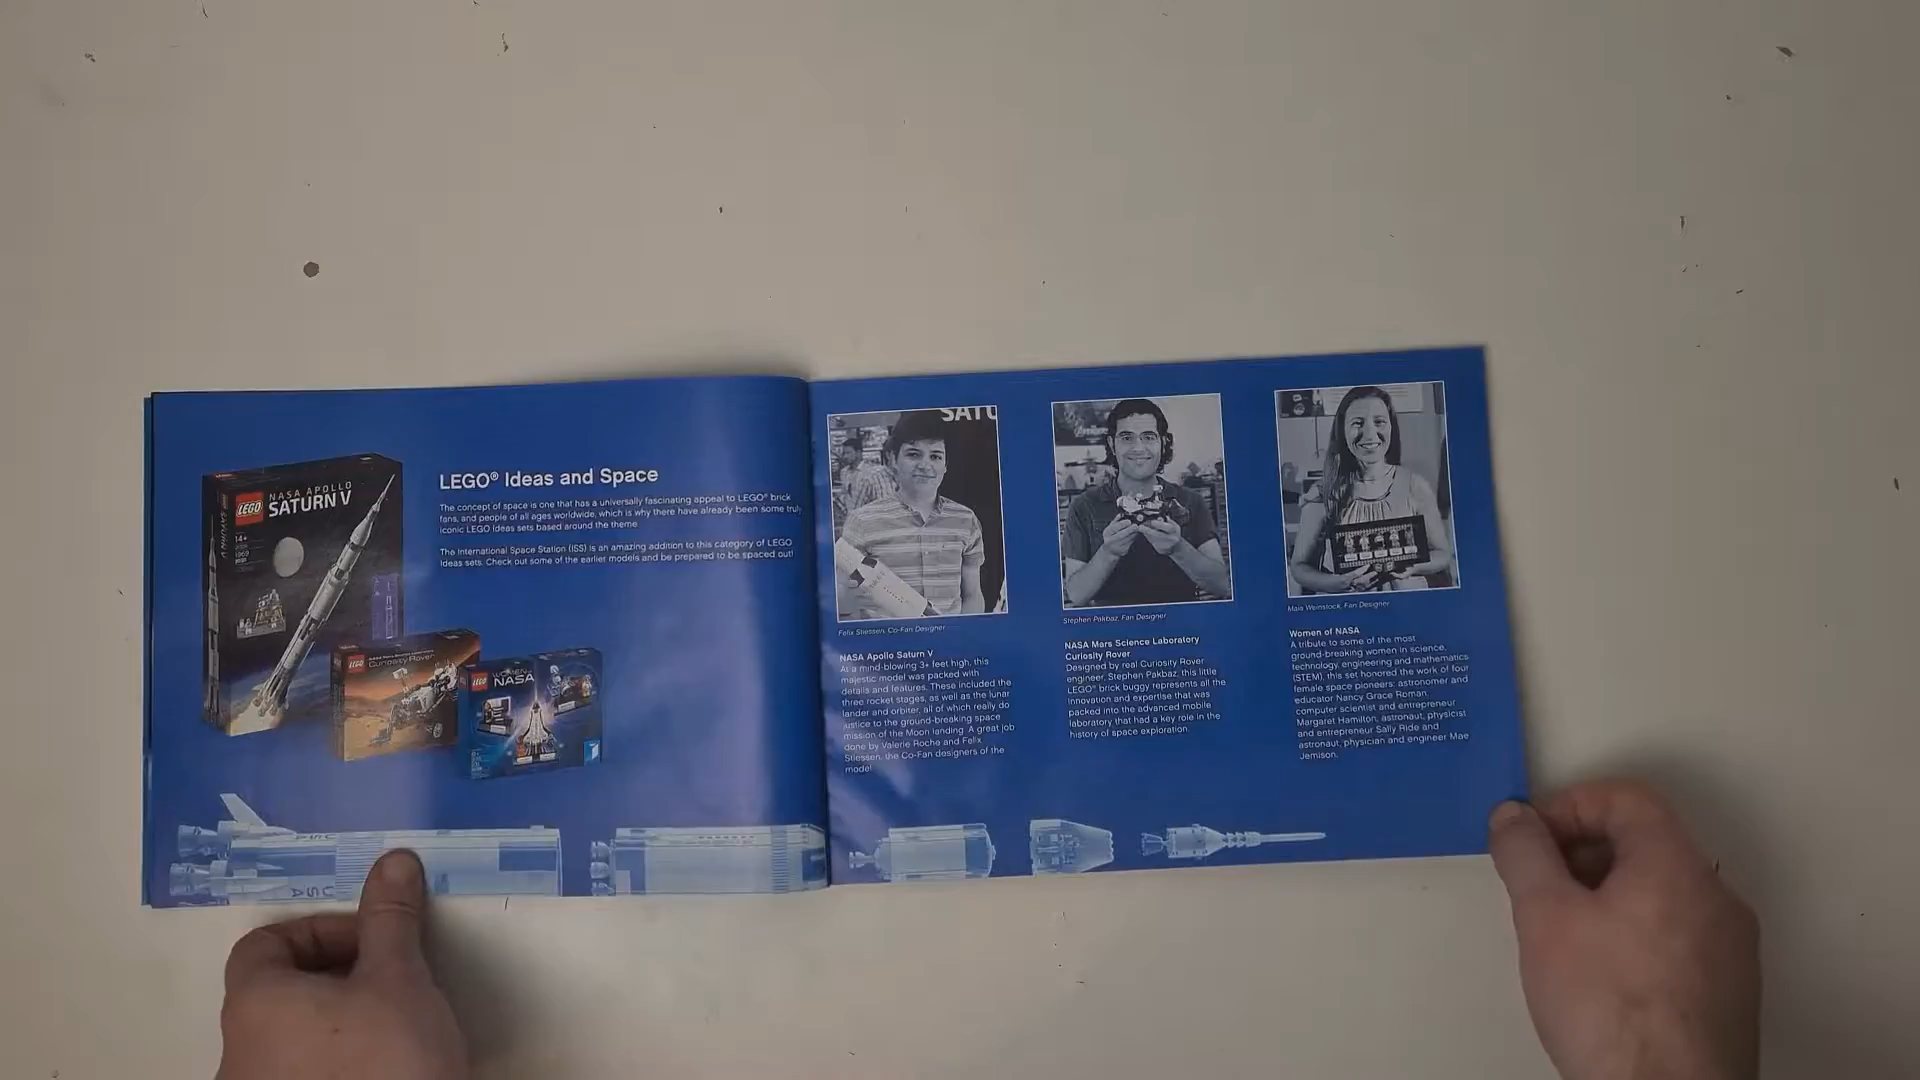 LEGO
NASA APOLLO
SATURN V
14+
LEGO
Curiosity Rover
LEGO
WOMEN OF
NASA
LEGO® Ideas and Space
The concept of space is one that has a universally fascinating appeal to LEGO® brick
fans, and people of all ages worldwide, which is why there have already been some truly
iconic LEGO Ideas sets based around the theme
The International Space Station (ISS) is an amazing addition to this category of LEGO
Ideas sets. Check out some of the earlier models and be prepared to be spaced out!
USA
SATU
Felix Stiessen, Co-Fan Designer
NASA Apollo Saturn V
At a mind-blowing 3+ feet high, this
majestic model was packed with
details and features. These included the
three rocket stages, as well as the lunar
lander and orbiter, all of which really do
justice to the ground-breaking space
mission of the Moon landing. A great job
done by Valerie Roche and Felix
Stiessen, the Co-Fan designers of the
model.
Stephen Pakbaz, Fan Designer
NASA Mars Science Laboratory
Curiosity Rover
Designed by real Curiosity Rover
engineer, Stephen Pakbaz, this little
LEGO® brick buggy represents all the
innovation and expertise that was
packed into the advanced mobile
laboratory that had a key role in the
history of space exploration.
Maia Weinstock, Fan Designer
Women of NASA
A tribute to some of the most
ground-breaking women in science,
technology, engineering and mathematics
(STEM), this set honored the work of four
female space pioneers: astronomer and
educator Nancy Grace Roman,
computer scientist and entrepreneur
Margaret Hamilton, astronaut, physicist
and entrepreneur Sally Ride and
astronaut, physician and engineer Mae
Jemison.